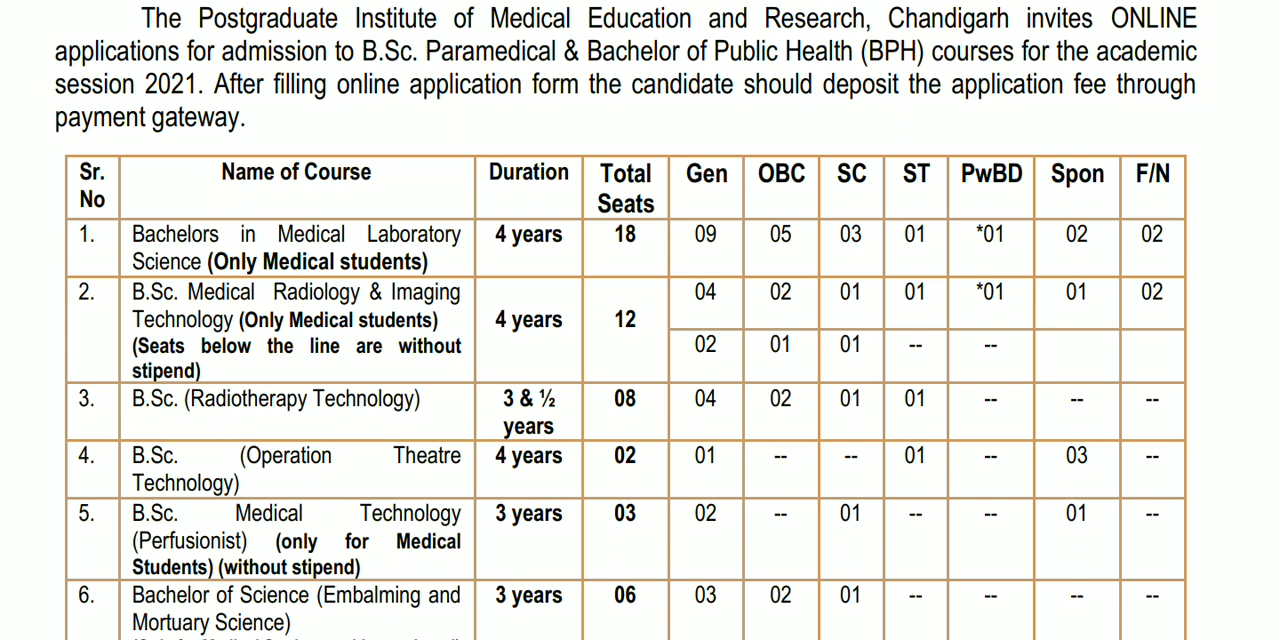 The Postgraduate Institute of Medical Education and Research, Chandigarh invites ONLINE
applications for admission to B.Sc. Paramedical & Bachelor of Public Health (BPH) courses for the academic
session 2021. After filling online application form the candidate should deposit the application fee through
payment gateway.
Sr. No Name of Course Duration Total Seats Gen OBC SC ST PwBD Spon F/N
1. Bachelors in Medical Laboratory 4 years 18 09 05 03 01 *01 02 02
Science (Only Medical students)
2. B.Sc. Medical Radiology & Imaging 04 02 01 01 *01 01 02
Technology (Only Medical students) 4 years 12
(Seats below the line are without 02 01 01 -- --
stipend)
3. B.Sc. (Radiotherapy Technology) 3 & ½ 08 04 02 01 01 -- -- --
years
4. B.Sc. (Operation Theatre 4 years 02 01 -- -- 01 -- 03 --
Technology)
5. B.Sc. Medical Technology 3 years 03 02 -- 01 -- -- 01 --
(Perfusionist) (only for Medical
Students) (without stipend)
6. Bachelor of Science (Embalming and 3 years 06 03 02 01 -- -- -- --
Mortuary Science)